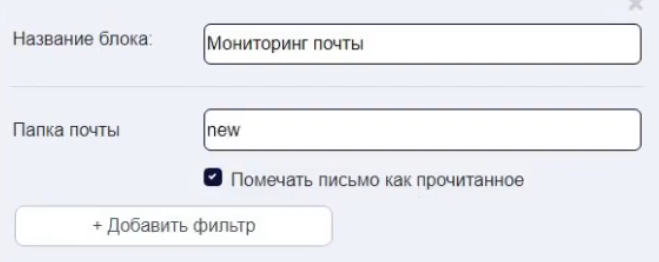 Название блока:
Мониторинг почты
Папка почты
new
Помечать письмо как прочитанное
+ Добавить фильтр